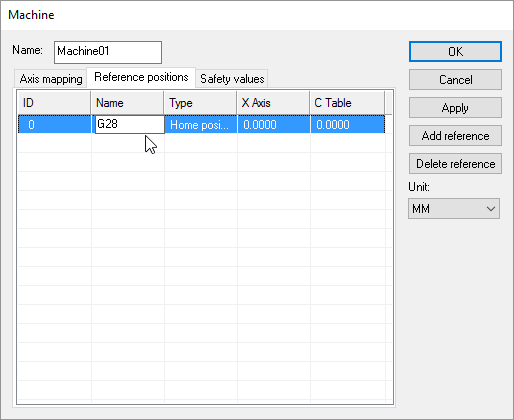 Machine
Name: Machine01
OK
Cancel
Apply
Add reference
Delete reference
Unit:
MM
Axis mapping Reference positions Safety values
ID Name Type X Axis C Table
0 G28 Home posi... 0.0000 0.0000